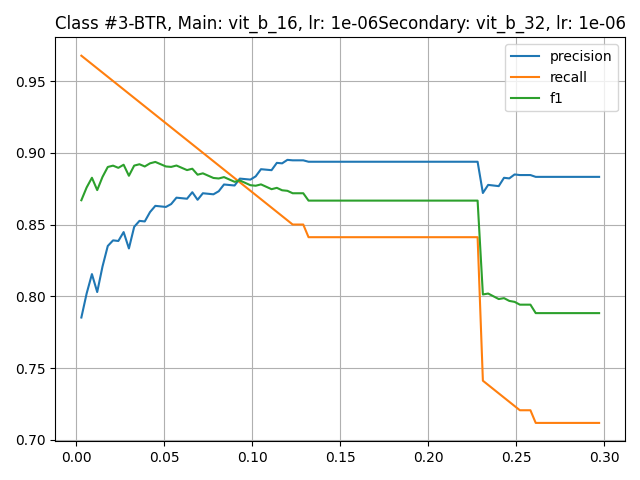 Class #3-BTR, Main: vit_b_16, lr: 1e-06Secondary: vit_b_32, lr: 1e-06
precision
recall
f1
0.95
0.90
0.85
0.80
0.75
0.70
0.00 0.05 0.10 0.15 0.20 0.25 0.30